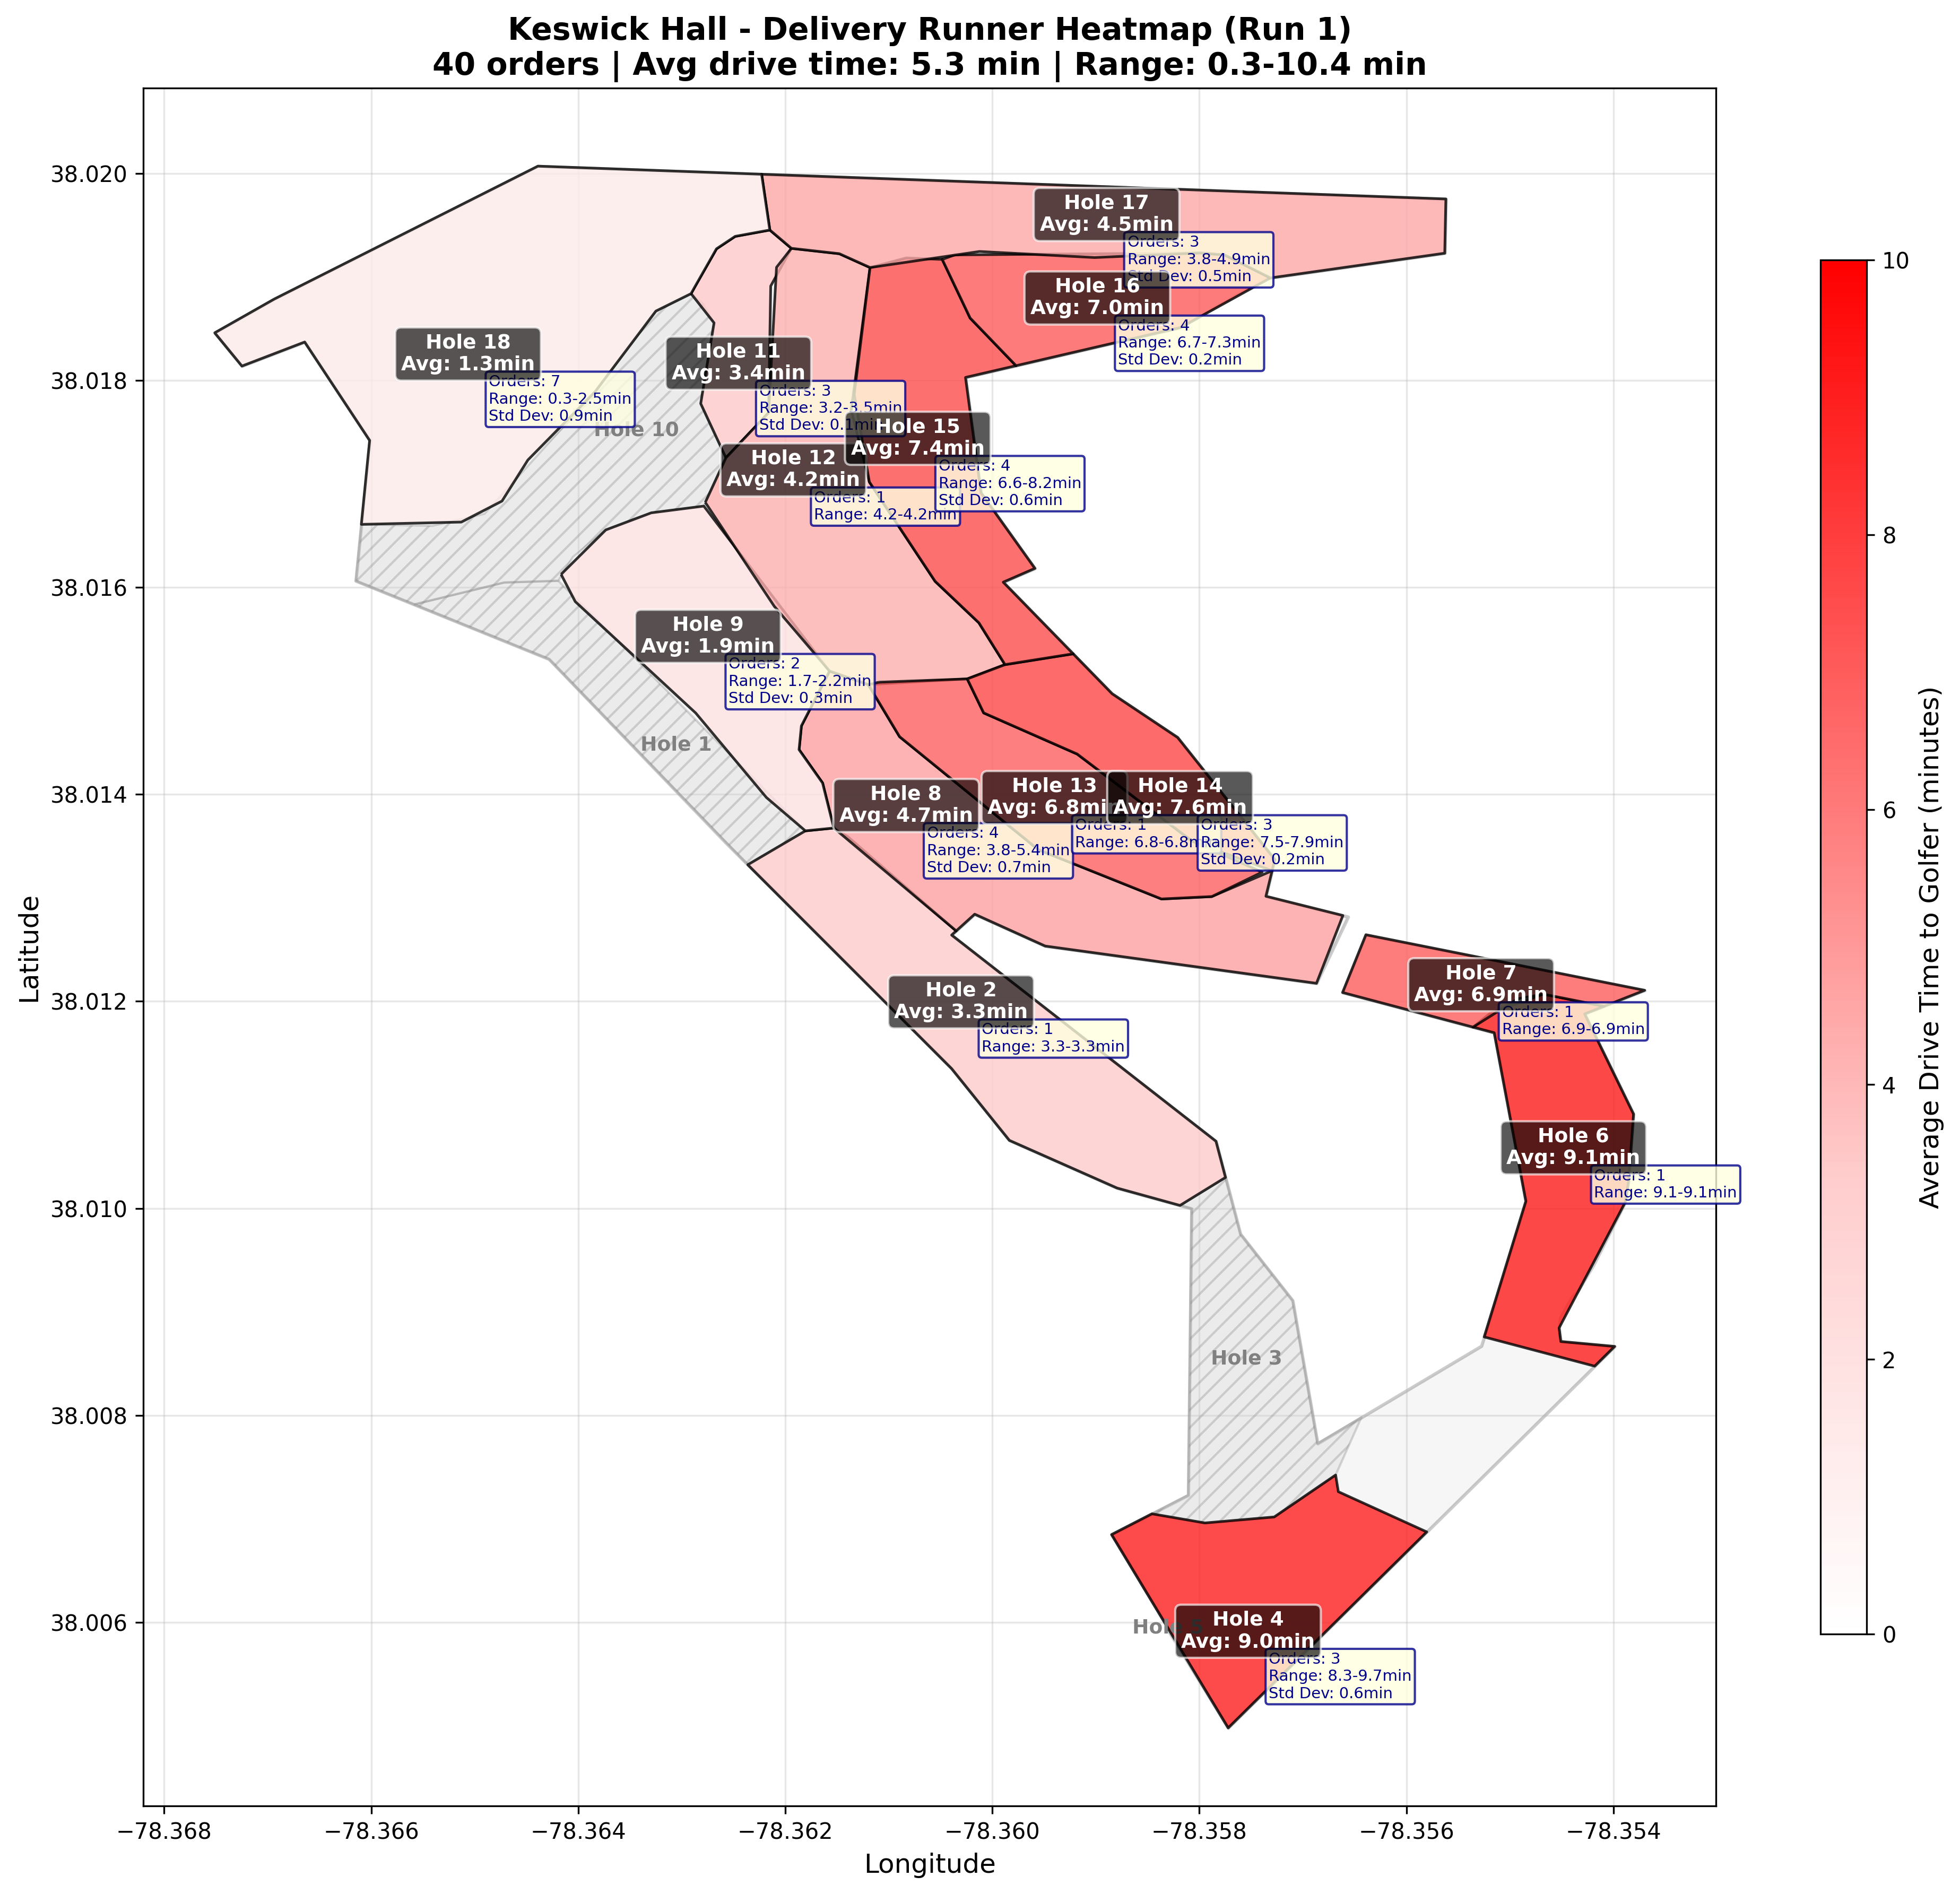 Keswick Hall - Delivery Runner Heatmap (Run 1)
40 orders | Avg drive time: 5.3 min | Range: 0.3-10.4 min
Latitude
38.020
38.018
38.016
38.014
38.012
38.010
38.008
38.006
Hole 17
Avg: 4.5min
Orders: 3
Range: 3.8-4.9min
Std Dev: 0.5min
Hole 16
Avg: 7.0min
Orders: 4
Range: 6.7-7.3min
Std Dev: 0.2min
Hole 18
Avg: 1.3min
Orders: 7
Range: 0.3-2.5min
Std Dev: 0.9min
Hole 10
Hole 11
Avg: 3.4min
Orders: 3
Range: 3.2-3.5min
Std Dev: 0.1min
Hole 15
Avg: 7.4min
Orders: 4
Range: 6.6-8.2min
Std Dev: 0.6min
Hole 12
Avg: 4.2min
Orders: 1
Range: 4.2-4.2min
Hole 9
Avg: 1.9min
Orders: 2
Range: 1.7-2.2min
Std Dev: 0.3min
Hole 1
Hole 8
Avg: 4.7min
Orders: 4
Range: 3.8-5.4min
Std Dev: 0.7min
Hole 13
Avg: 6.8min
Orders: 1
Range: 6.8-6.8m
Hole 14
Avg: 7.6min
Orders: 3
Range: 7.5-7.9min
Std Dev: 0.2min
Hole 2
Avg: 3.3min
Orders: 1
Range: 3.3-3.3min
Hole 7
Avg: 6.9min
Orders: 1
Range: 6.9-6.9min
Hole 6
Avg: 9.1min
Orders: 1
Range: 9.1-9.1min
Hole 3
Hole 4
Avg: 9.0min
Orders: 3
Range: 8.3-9.7min
Std Dev: 0.6min
−78.368
−78.366
−78.364
−78.362
−78.360
−78.358
−78.356
−78.354
Longitude
10
8
6
4
2
0
Average Drive Time to Golfer (minutes)